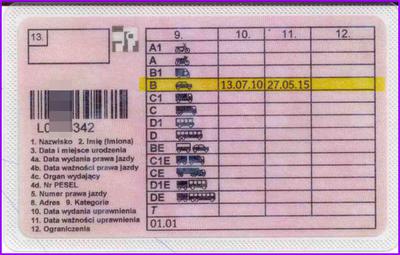 13.
9. 10. 11. 12.
A1
A
B1
B 13.07.10 27.05.15
C1
C
D1
D
BE
C1E
CE
D1E
DE
T
01.01
L0 342
1. Nazwisko 2. Imię (Imiona)
3. Data i miejsce urodzenia
4a. Data wydania prawa jazdy
4b. Data ważności prawa jazdy
4c. Organ wydający
4d. Nr PESEL
5. Numer prawa jazdy
8. Adres 9. Kategorie
10. Data wydania uprawnienia
11. Data ważności uprawnienia
12. Ograniczenia